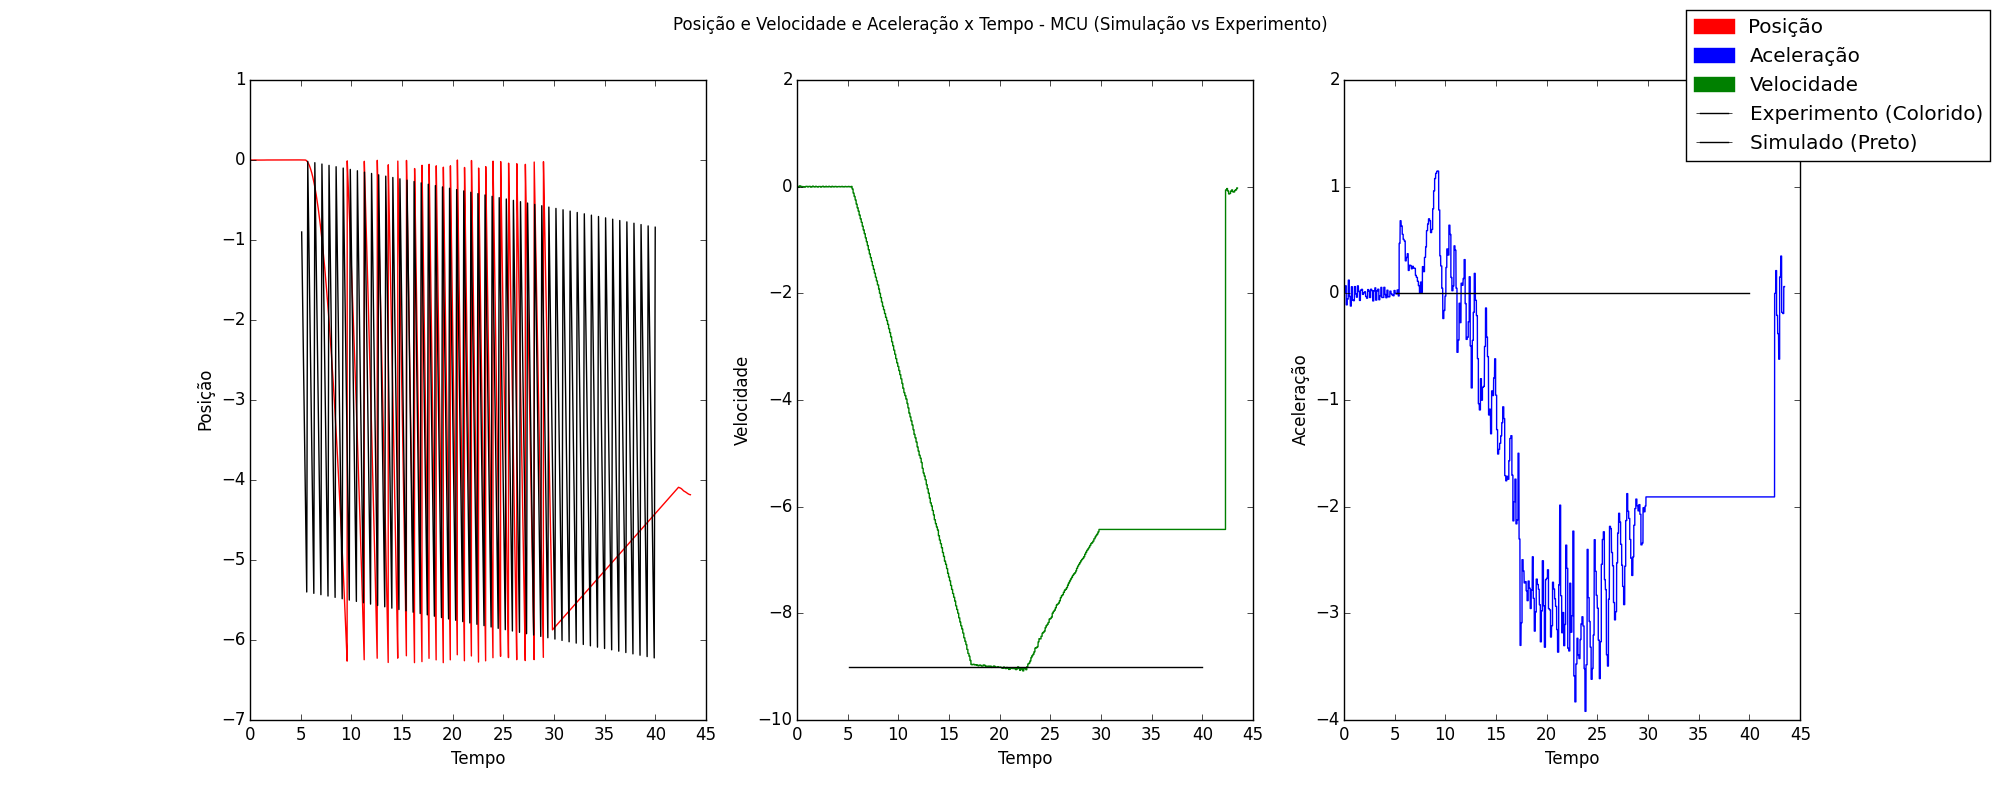 Posição e Velocidade e Aceleração x Tempo - MCU (Simulação vs Experimento)
Posição
Aceleração
Velocidade
Experimento (Colorido)
Simulado (Preto)
1
0
−1
−2
−3
−4
−5
−6
−7
Posição
0 5 10 15 20 25 30 35 40 45
Tempo
2
0
−2
−4
−6
−8
−10
Velocidade
0 5 10 15 20 25 30 35 40 45
Tempo
2
1
0
−1
−2
−3
−4
Aceleração
0 5 10 15 20 25 30 35 40 45
Tempo